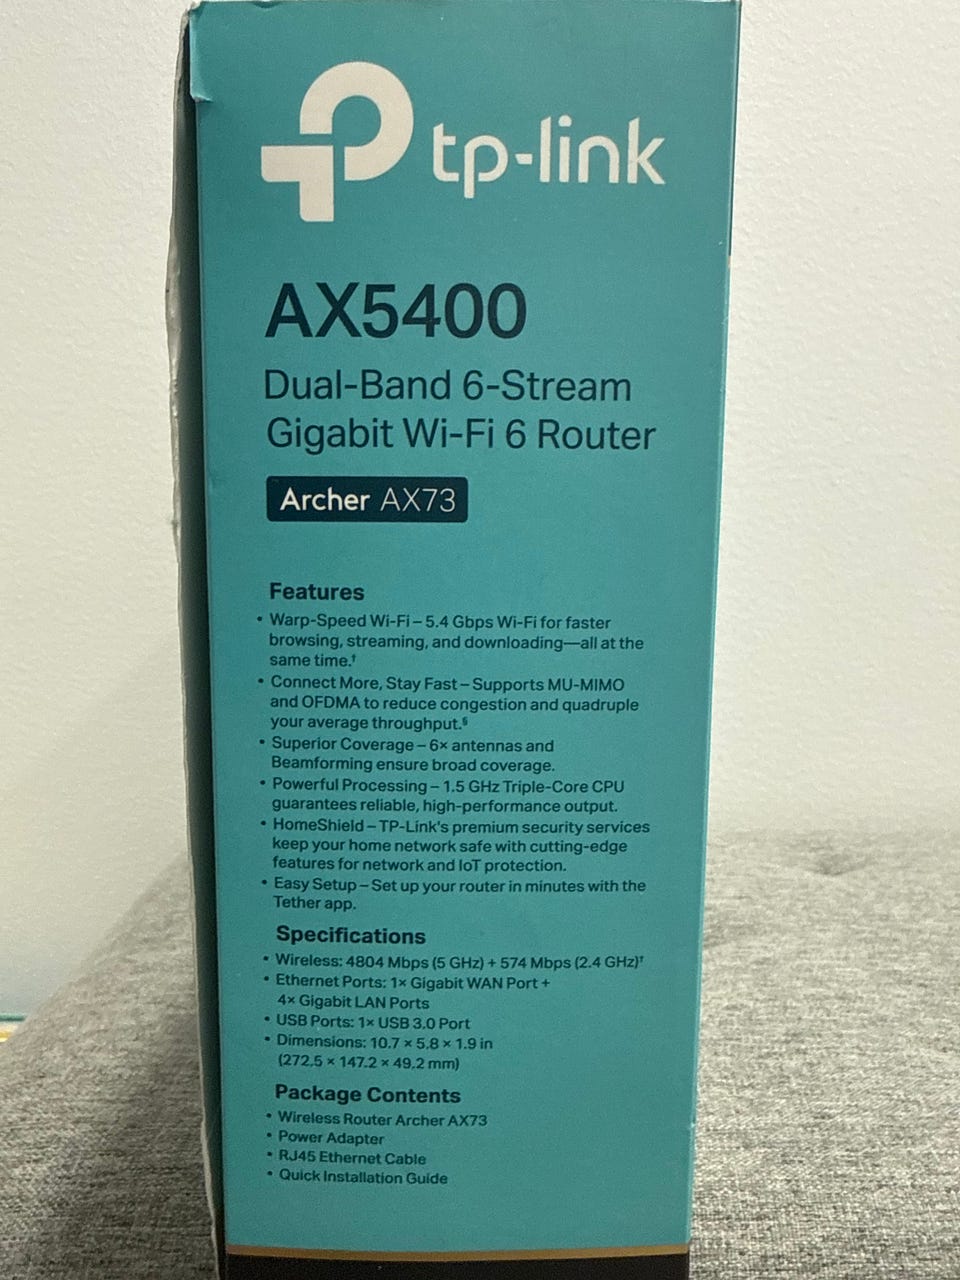 tp-link
AX5400
Dual-Band 6-Stream
Gigabit Wi-Fi 6 Router
Archer AX73
Features
• Warp-Speed Wi-Fi – 5.4 Gbps Wi-Fi for faster
browsing, streaming, and downloading—all at the
same time.†
• Connect More, Stay Fast – Supports MU-MIMO
and OFDMA to reduce congestion and quadruple
your average throughput.§
• Superior Coverage – 6× antennas and
Beamforming ensure broad coverage.
• Powerful Processing – 1.5 GHz Triple-Core CPU
guarantees reliable, high-performance output.
• HomeShield – TP-Link's premium security services
keep your home network safe with cutting-edge
features for network and IoT protection.
• Easy Setup – Set up your router in minutes with the
Tether app.
Specifications
• Wireless: 4804 Mbps (5 GHz) + 574 Mbps (2.4 GHz)†
• Ethernet Ports: 1× Gigabit WAN Port +
4× Gigabit LAN Ports
• USB Ports: 1× USB 3.0 Port
• Dimensions: 10.7 × 5.8 × 1.9 in
(272.5 × 147.2 × 49.2 mm)
Package Contents
• Wireless Router Archer AX73
• Power Adapter
• RJ45 Ethernet Cable
• Quick Installation Guide